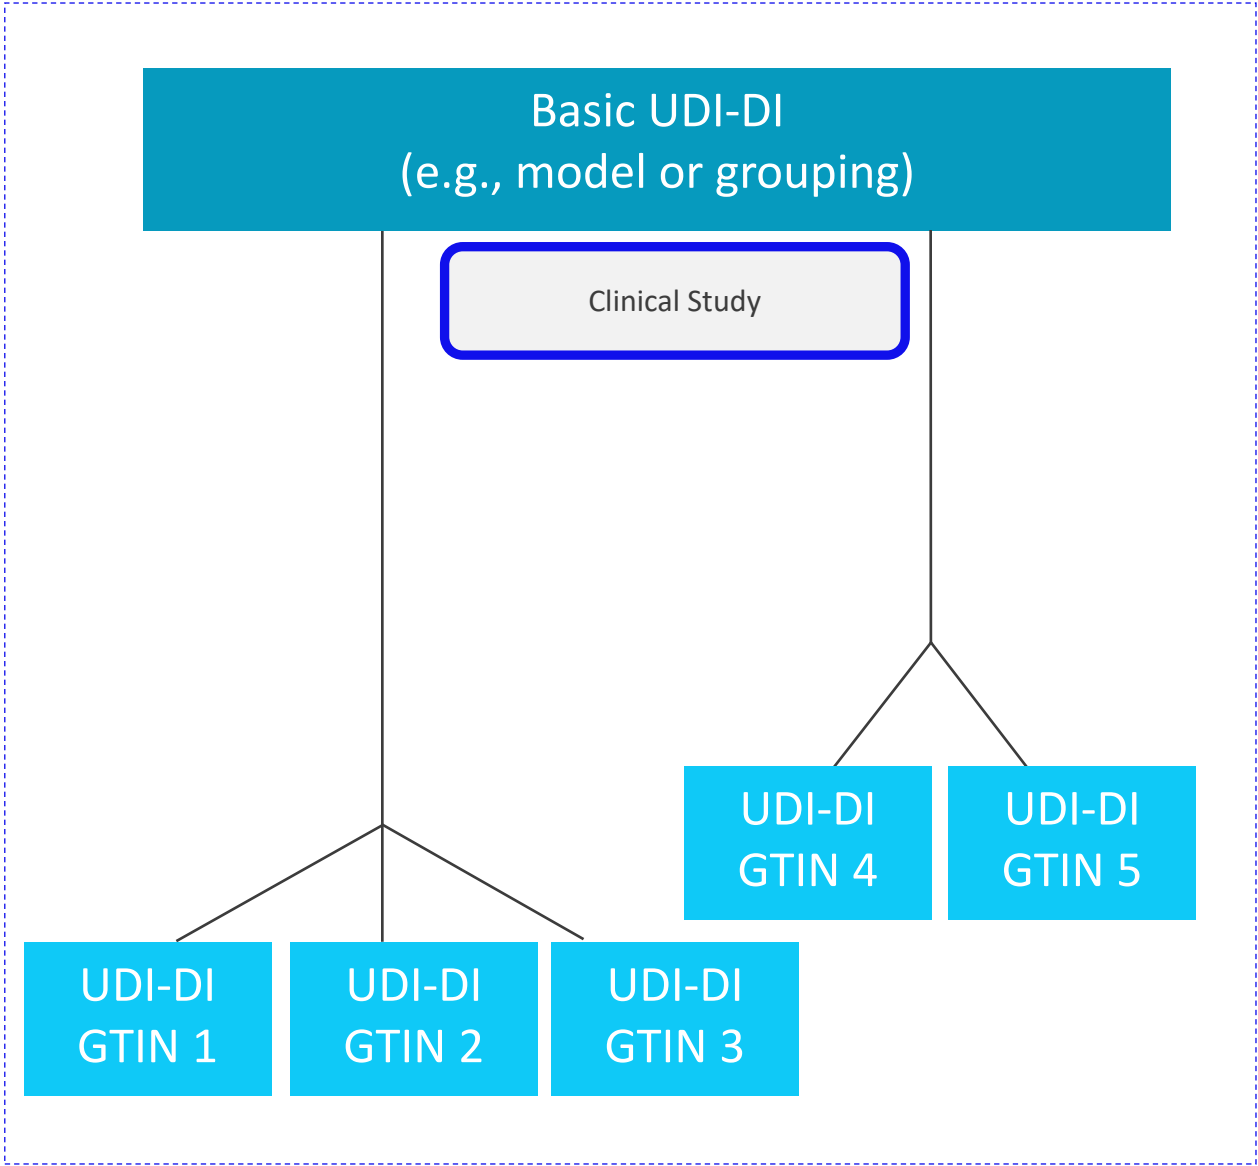 Basic UDI-DI
(e.g., model or grouping)
Clinical Study
UDI-DI
GTIN 4
UDI-DI
GTIN 5
UDI-DI
GTIN 1
UDI-DI
GTIN 2
UDI-DI
GTIN 3